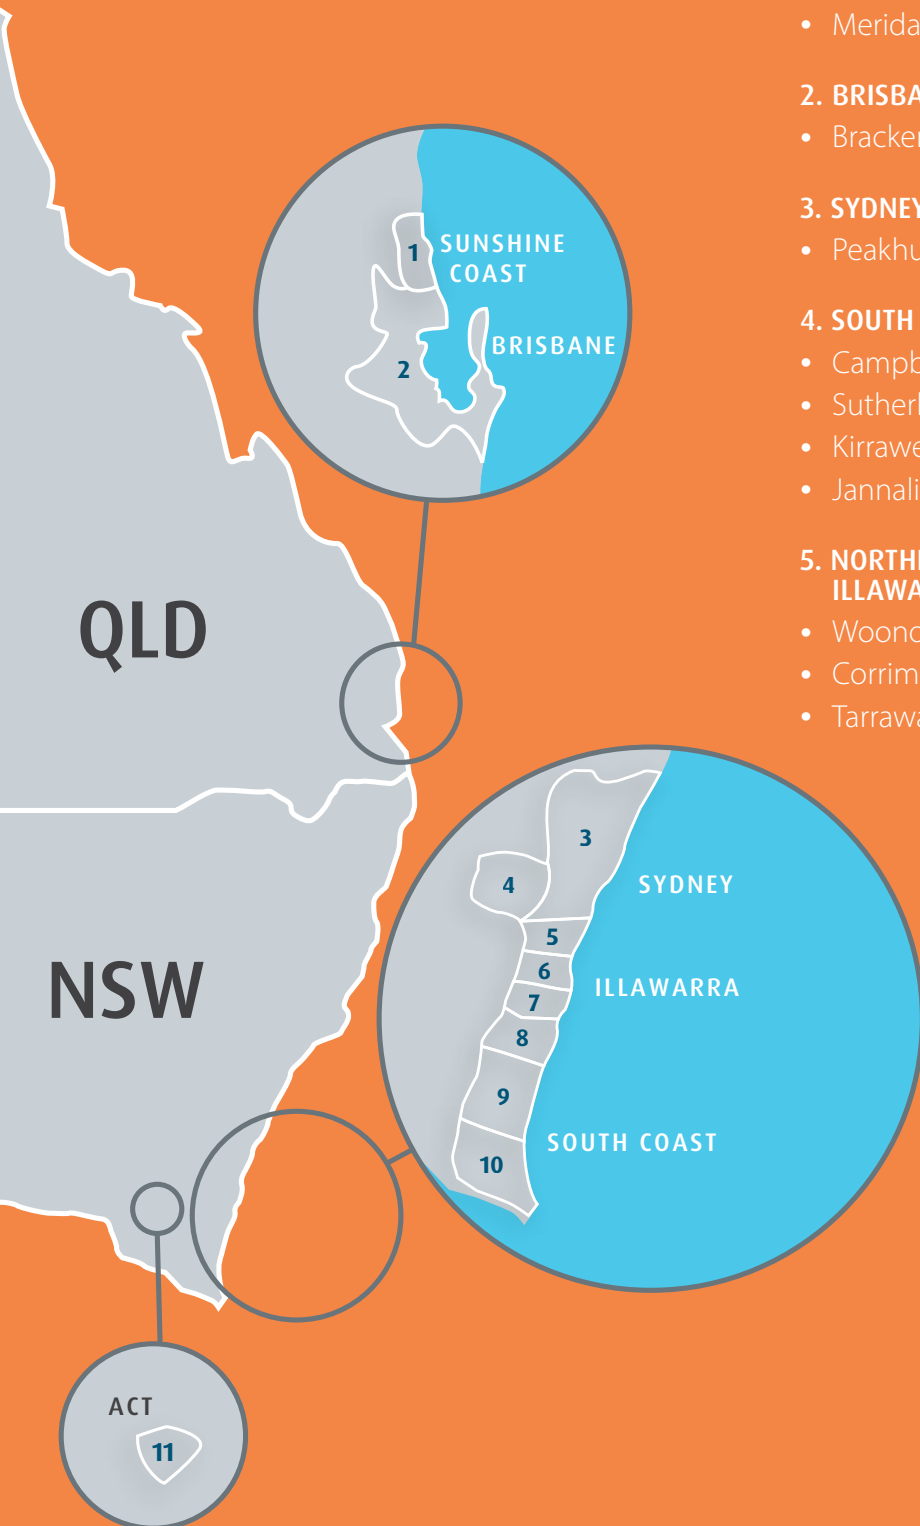 • Merida
2. BRISBA
• Bracke
3. SYDNEY
• Peakhu
4. SOUTH
• Campb
• Sutherl
• Kirrawe
• Jannali
5. NORTH
ILLAWA
• Woono
• Corrim
• Tarrawa
1
SUNSHINE
COAST
2
BRISBANE
QLD
NSW
3
4
5
6
7
8
9
10
SYDNEY
ILLAWARRA
SOUTH COAST
ACT
11